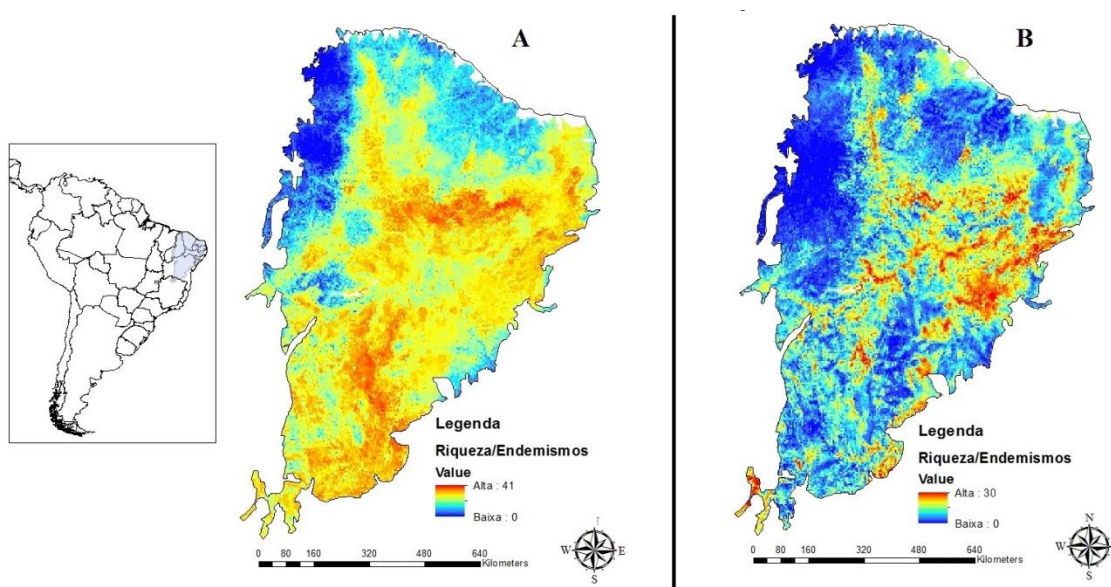 A
Legenda
Riqueza/Endemismos
Value
Alta : 41
Baixa : 0
0 80 160 320 480 640
Kilometers
W E
S
B
Legenda
Riqueza/Endemismos
Value
Alta : 30
Baixa : 0
0 80 160 320 480 640
Kilometers
N
W E
S